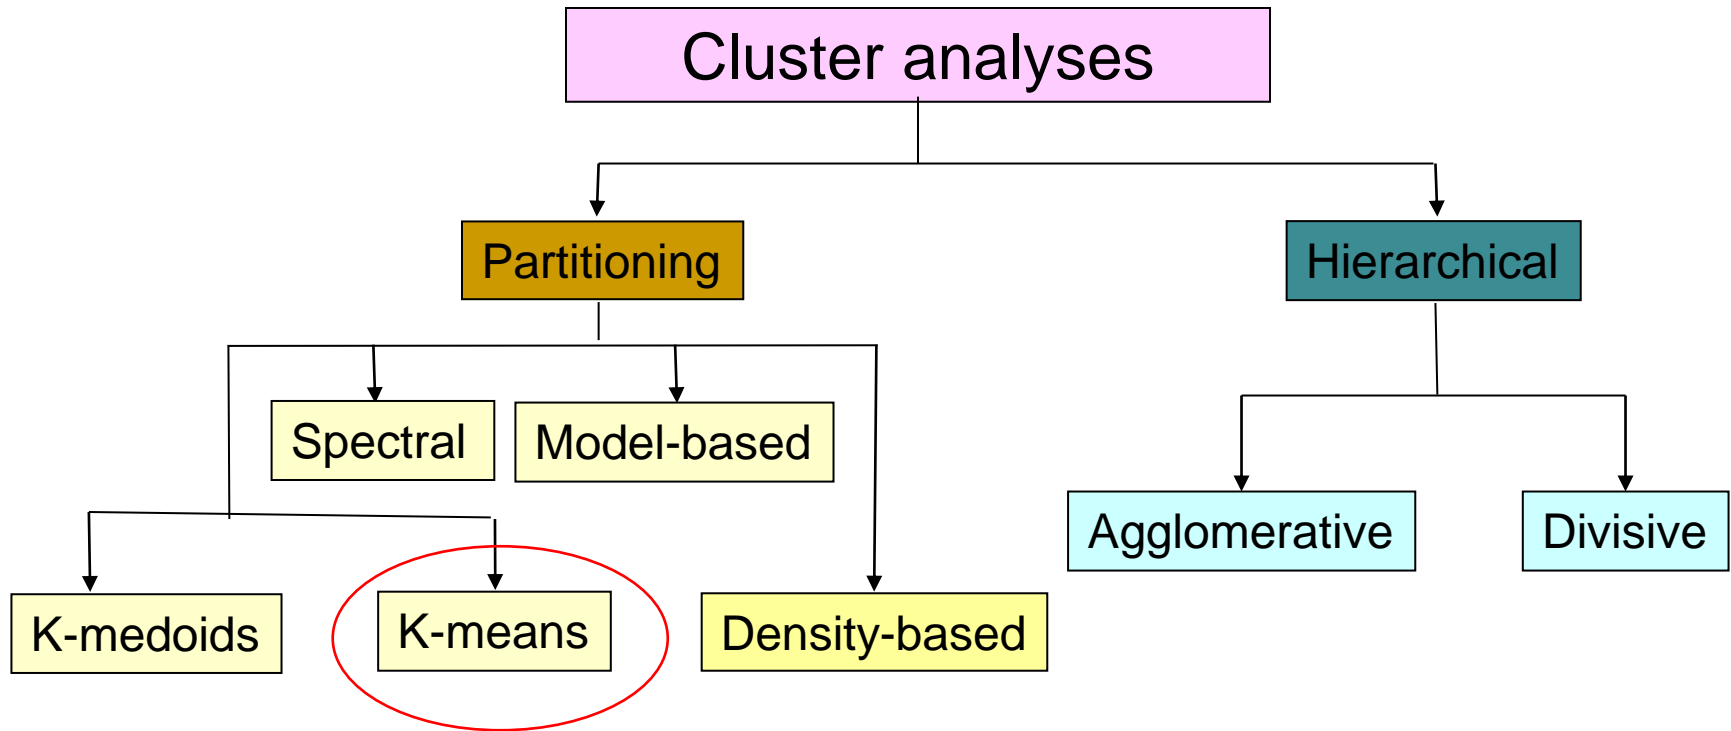 Cluster analyses
Partitioning
Hierarchical
Spectral
Model-based
Agglomerative
Divisive
K-medoids
K-means
Density-based